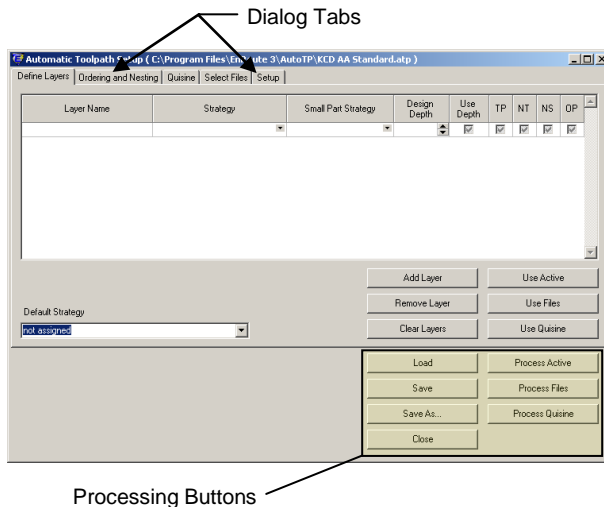 Dialog Tabs
Automatic Toolpath Setup ( C:\Program Files\EnRoute 3\AutoTP\KCD AA Standard.atp )
Define Layers Ordering and Nesting Quisine Select Files Setup
Layer Name Strategy Small Part Strategy Design Depth Use Depth TP NT NS OP
Add Layer Use Active
Remove Layer Use Files
Default Strategy
not assigned Clear Layers Use Quisine
Load Process Active
Save Process Files
Save As... Process Quisine
Close
Processing Buttons